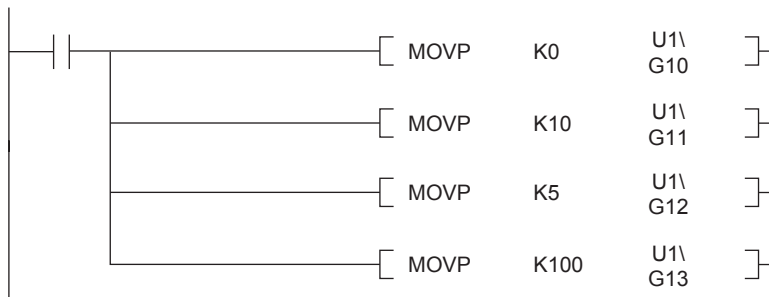 MOVP K0 U1\
G10
MOVP K10 U1\
G11
MOVP K5 U1\
G12
MOVP K100 U1\
G13